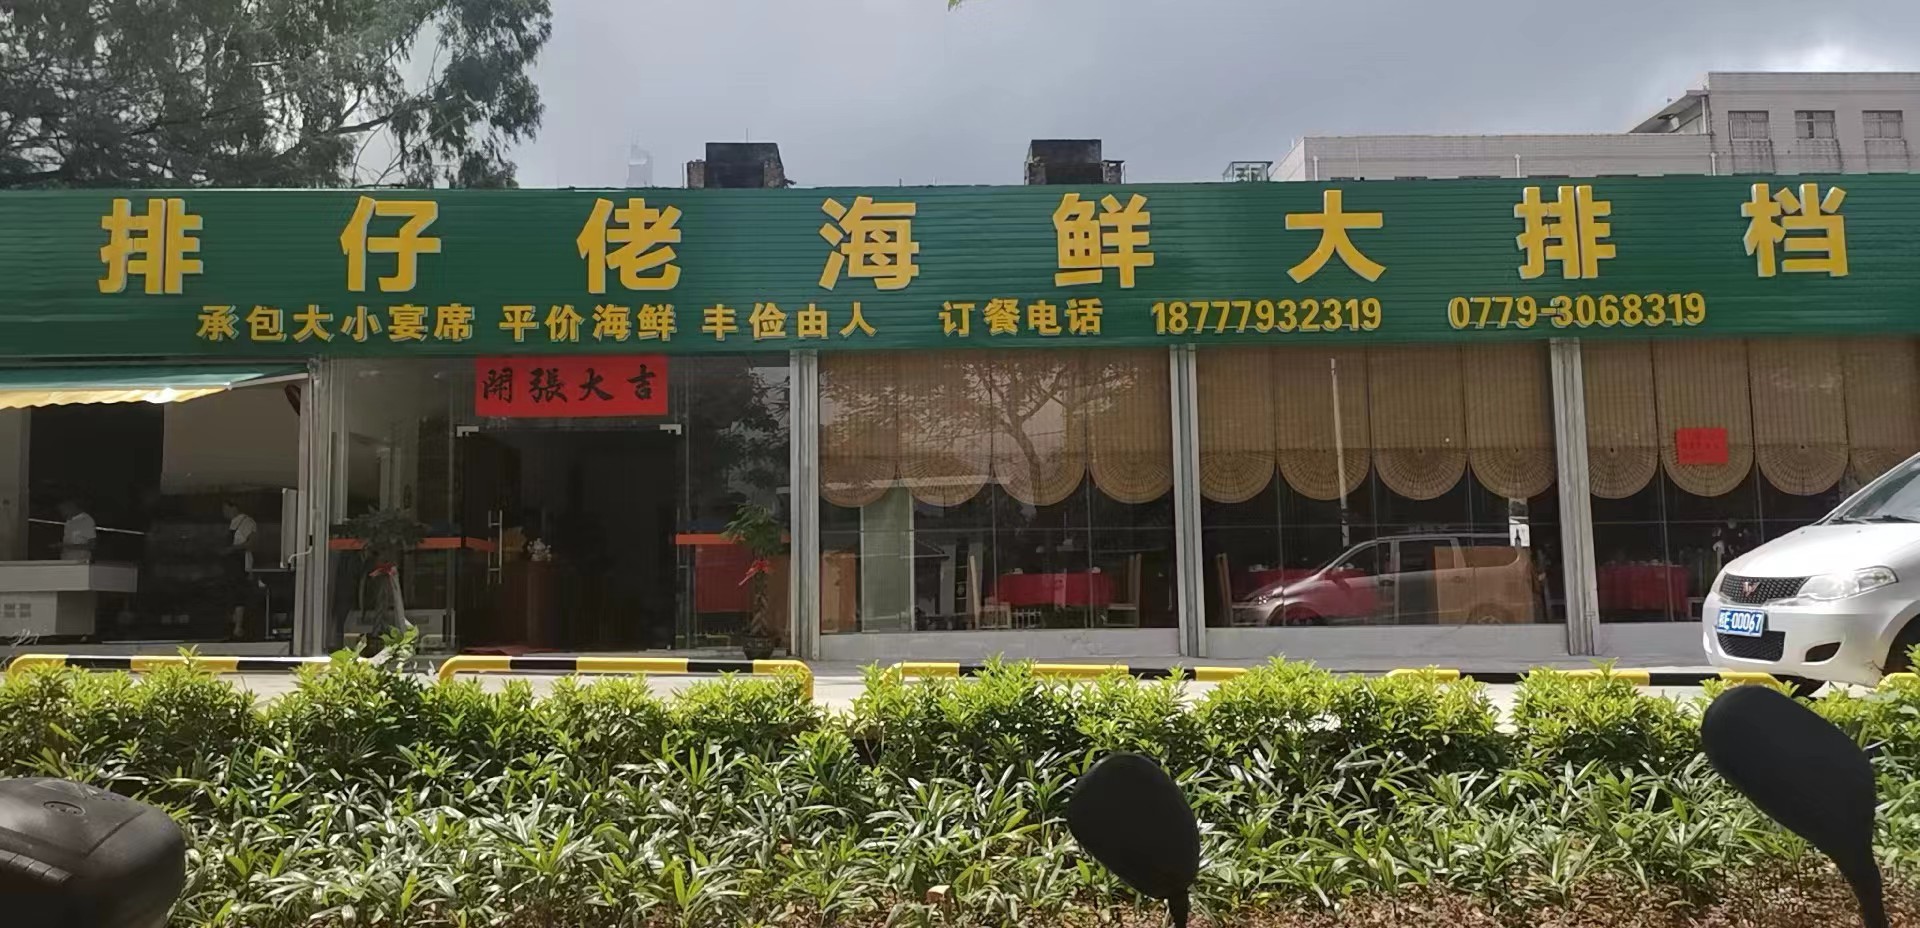 排仔佬海鲜大排档
承包大小宴席 平价海鲜 丰俭由人 订餐电话 18777932319 0779-3068319
開張大吉
E·00067